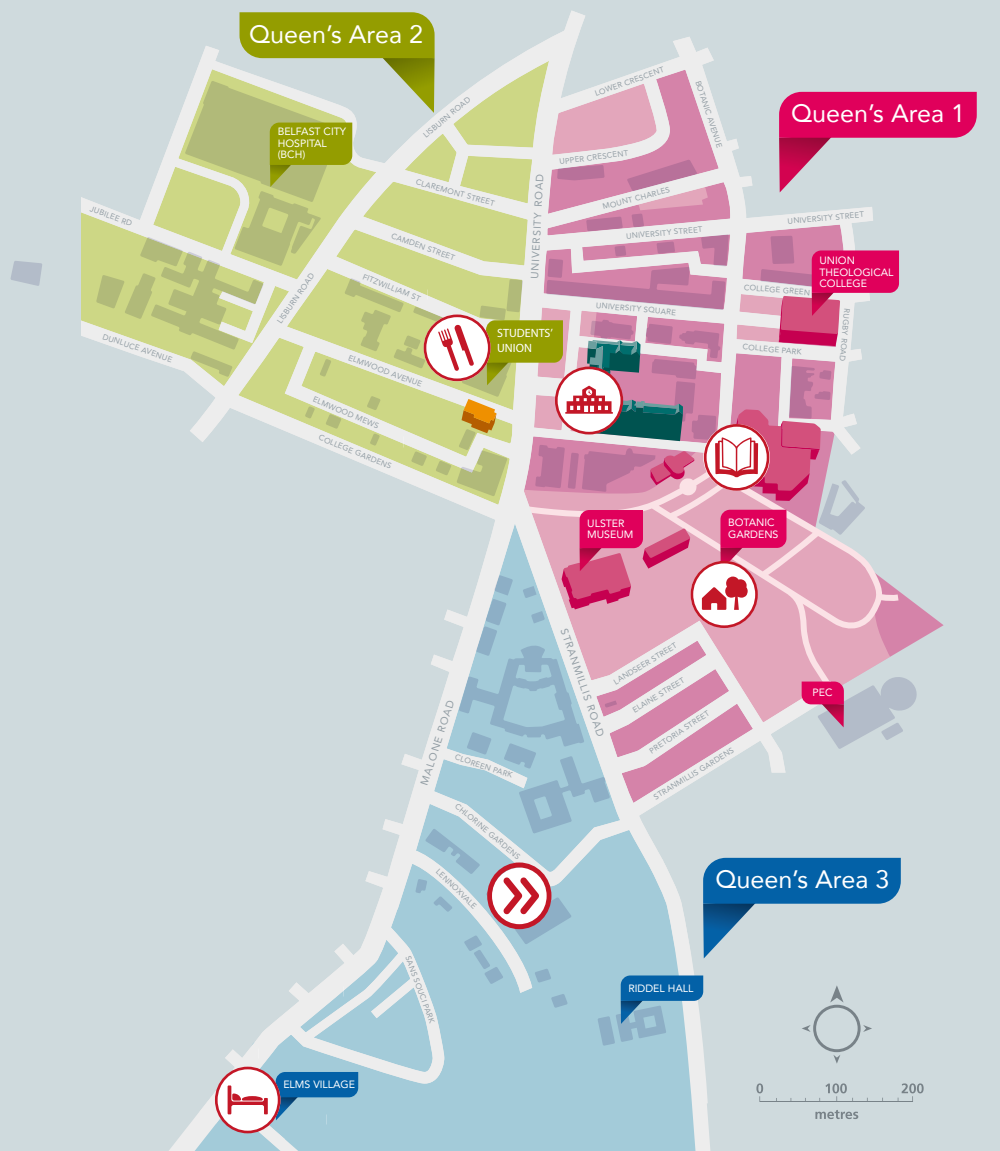 Queen's Area 2
Queen's Area 1
LISBURN ROAD
LOWER CRESCENT
BOTANIC AVENUE
BELFAST CITY
HOSPITAL
(BCH)
UPPER CRESCENT
CLAREMONT STREET
MOUNT CHARLES
UNIVERSITY ROAD
JUBILEE RD
UNIVERSITY STREET
UNIVERSITY STREET
CAMDEN STREET
UNION
THEOLOGICAL
COLLEGE
FITZWILLIAM ST
LISBURN ROAD
COLLEGE GREEN
UNIVERSITY SQUARE
RUGBY ROAD
STUDENTS'
UNION
DUNLUCE AVENUE
COLLEGE PARK
ELMWOOD AVENUE
ELMWOOD MEWS
COLLEGE GARDENS
ULSTER
MUSEUM
BOTANIC
GARDENS
STRANMILLIS ROAD
LANDSEER STREET
ELAINE STREET
PEC
PRETORIA STREET
STRANMILLIS GARDENS
MALONE ROAD
CLOREEN PARK
CHLORINE GARDENS
LENNOXVALE
Queen's Area 3
SANS SOUCI PARK
RIDDEL HALL
ELMS VILLAGE
0 100 200
metres